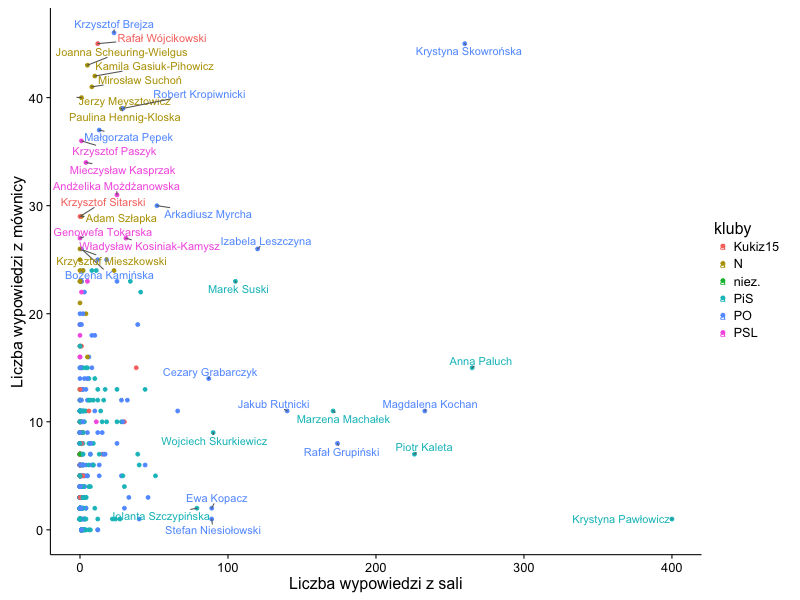 Krzysztof Brejza
Rafał Wójcikowski
Joanna Scheuring-Wielgus
Krystyna Skowrońska
Kamila Gasiuk-Pihowicz
Mirosław Suchoń
Robert Kropiwnicki
Jerzy Meysztowicz
Paulina Hennig-Kloska
Małgorzata Pępek
Krzysztof Paszyk
Mieczysław Kasprzak
Andżelika Możdżanowska
Krzysztof Sitarski
Arkadiusz Myrcha
Adam Szłapka
Genowefa Tokarska
Władysław Kosiniak-Kamysz
Izabela Leszczyna
Krzysztof Mieszkowski
Bożena Kamińska
Marek Suski
Anna Paluch
Cezary Grabarczyk
Jakub Rutnicki
Magdalena Kochan
Marzena Machałek
Wojciech Skurkiewicz
Rafał Grupiński
Piotr Kaleta
Ewa Kopacz
Jolanta Szczypińska
Stefan Niesiołowski
Krystyna Pawłowicz
40
30
20
10
0
0
100
200
300
400
Liczba wypowiedzi z sali
Liczba wypowiedzi z mównicy
kluby
a Kukiz15
a N
a niez.
a PiS
a PO
a PSL